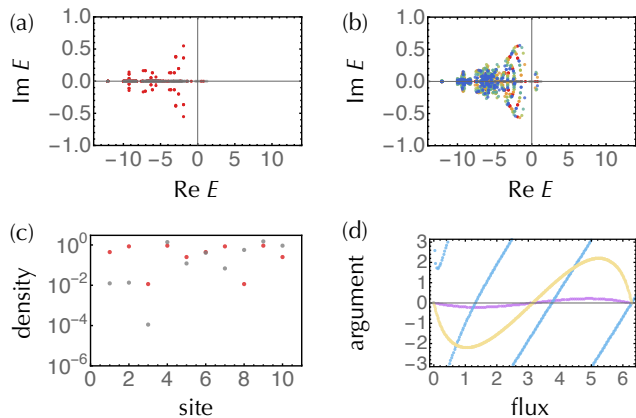 (a)
1.0
0.5
0.0
−0.5
−1.0
Im E
−10 −5 0 5 10
Re E
(b)
1.0
0.5
0.0
−0.5
−1.0
Im E
−10 −5 0 5 10
Re E
(c)
10^0
10^−2
10^−4
10^−6
density
0 2 4 6 8 10
site
(d)
3
2
1
0
−1
−2
−3
argument
0 1 2 3 4 5 6
flux